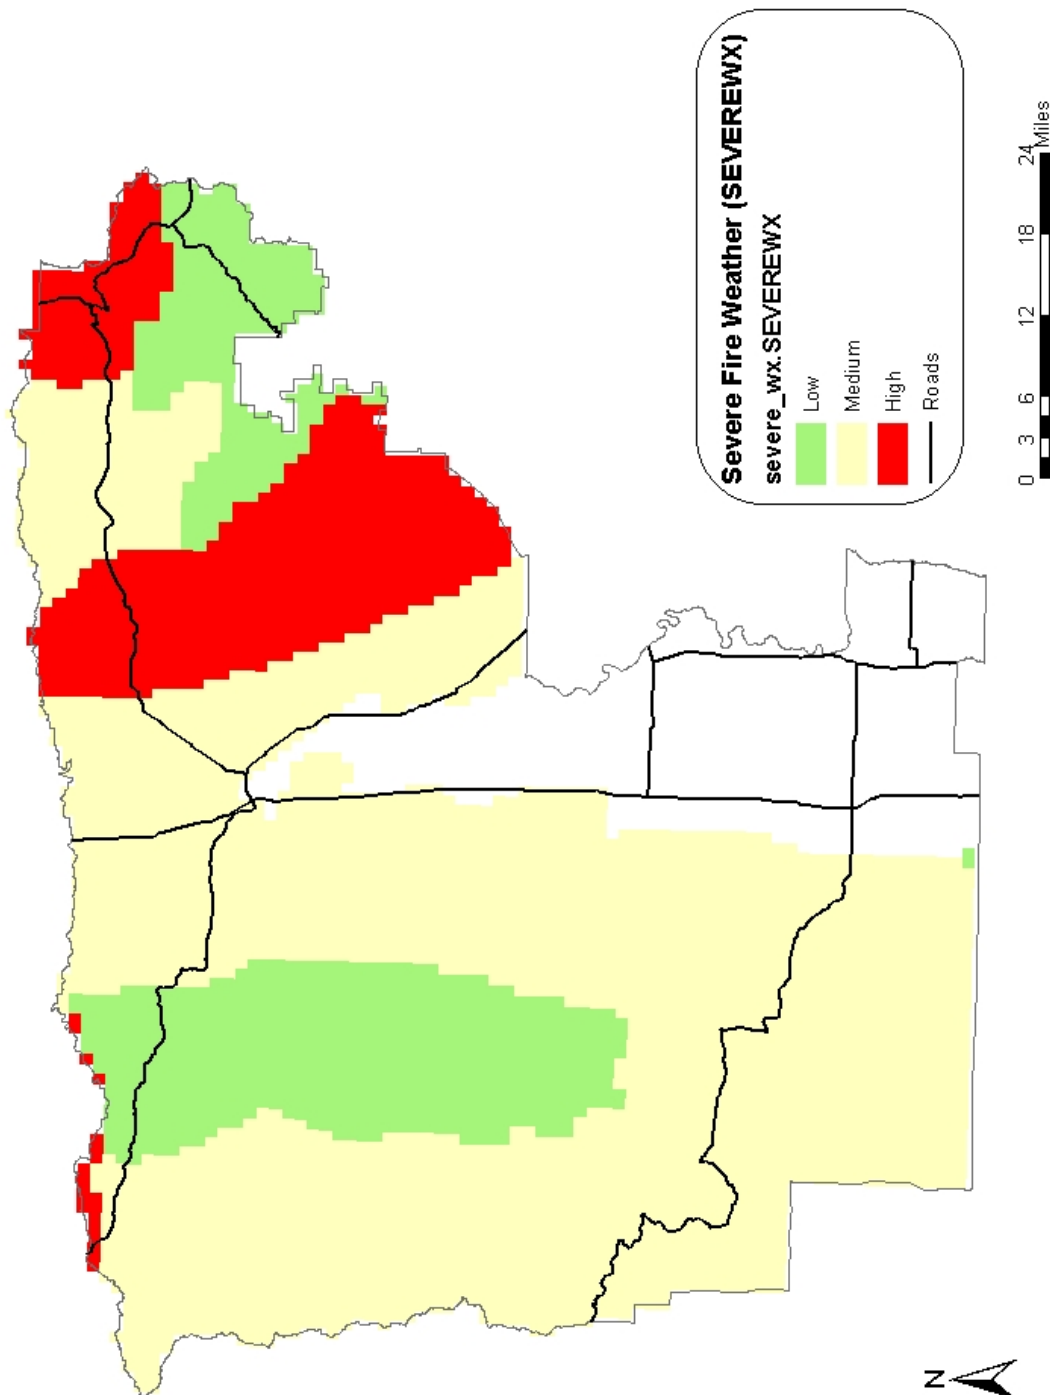 Severe Fire Weather (SEVEREWX)
severe_wx.SEVEREWX
Low
Medium
High
Roads
0 3 6 12 18 24
Miles
N